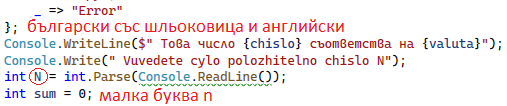 _ => "Error"
}; български със шльоковица и английски
Console.WriteLine($" Това число {chislo} съотвества на {valuta}");
Console.Write(" Vuvedete cylo polozhitelno chislo N");
int N = int.Parse(Console.ReadLine());
int sum = 0; малка буква n